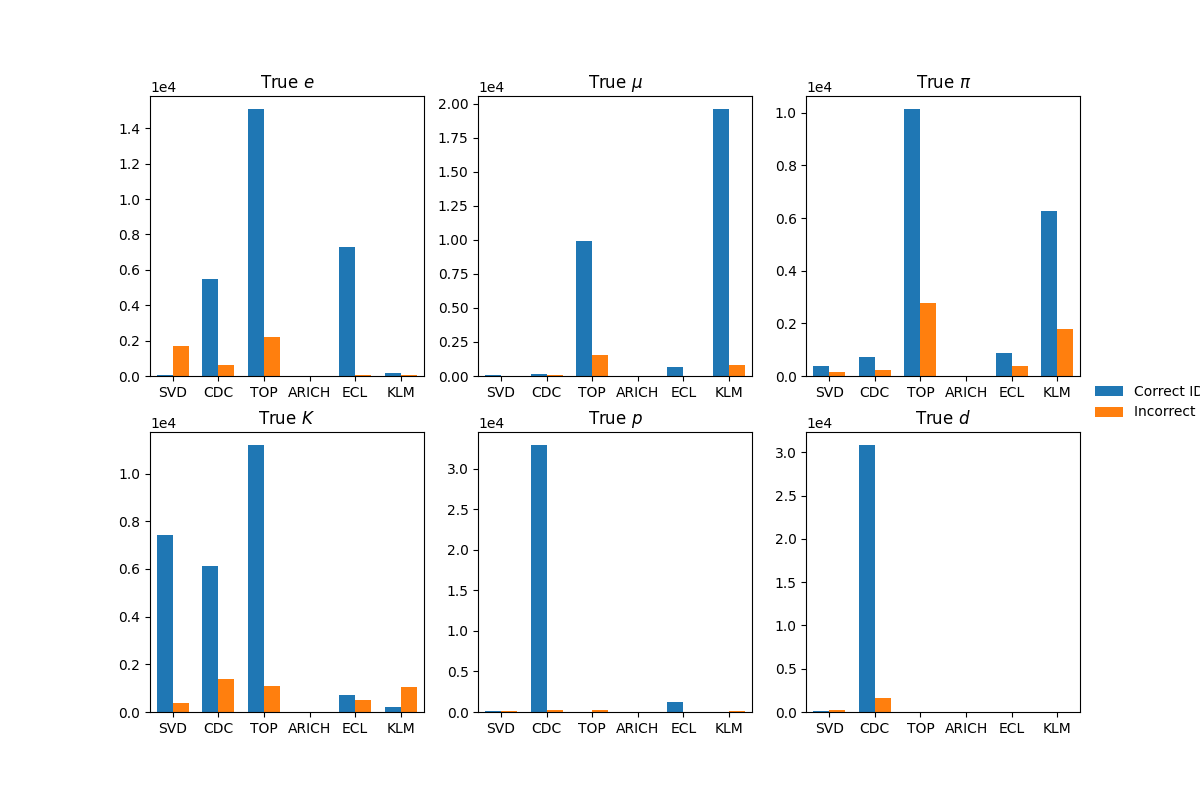 True e
True μ
True π
1e4
1e4
1e4
1.4
1.2
1.0
0.8
0.6
0.4
0.2
0.0
2.00
1.75
1.50
1.25
1.00
0.75
0.50
0.25
0.00
1.0
0.8
0.6
0.4
0.2
0.0
SVD CDC TOP ARICH ECL KLM
SVD CDC TOP ARICH ECL KLM
SVD CDC TOP ARICH ECL KLM
Correct ID
Incorrect
True K
True p
True d
1e4
1e4
1e4
1.0
0.8
0.6
0.4
0.2
0.0
3.0
2.5
2.0
1.5
1.0
0.5
0.0
3.0
2.5
2.0
1.5
1.0
0.5
0.0
SVD CDC TOP ARICH ECL KLM
SVD CDC TOP ARICH ECL KLM
SVD CDC TOP ARICH ECL KLM